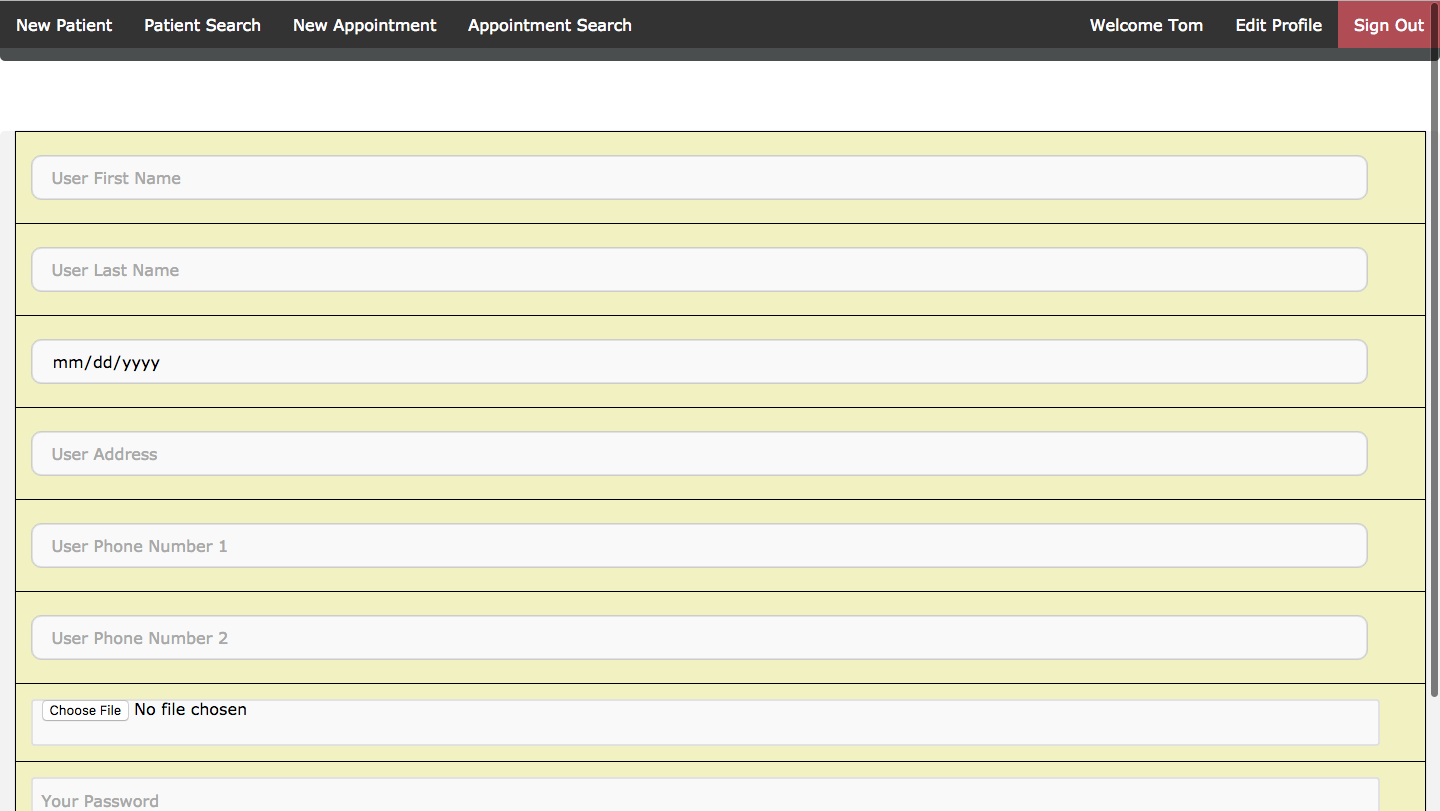 New Patient Patient Search New Appointment Appointment Search Welcome Tom Edit Profile Sign Out
User First Name
User Last Name
mm/dd/yyyy
User Address
User Phone Number 1
User Phone Number 2
Choose File No file chosen
Your Password